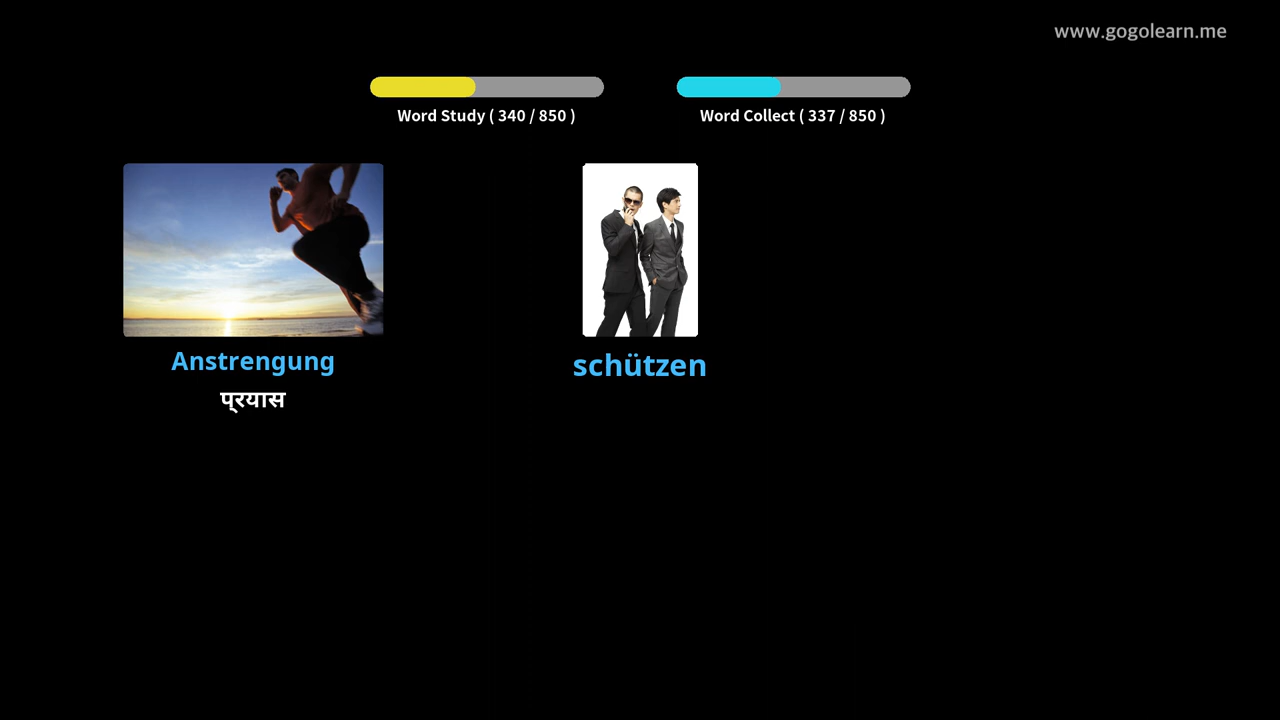 www.gogolearn.me
Word Study ( 340 / 850 )
Word Collect ( 337 / 850 )
Anstrengung
प्रयास
schützen